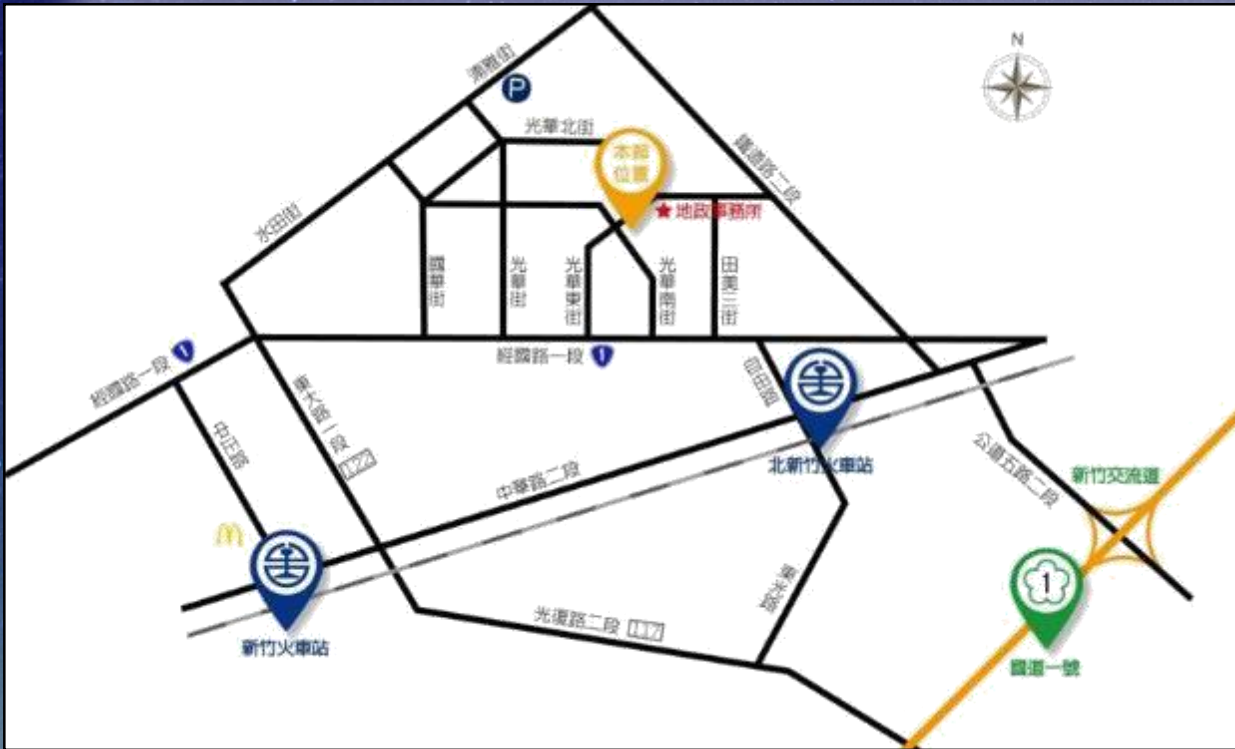 N
湳雅街
P
光華北街
鐵道路二段
本館
位置
★地政事務所
水田街
國華街
光華街
光華東街
光華南街
田美三街
經國路一段
1
經國路一段
1
東大路一段
122
中正路
中華路二段
北新竹火車站
公道五路二段
新竹交流道
東光路
光復路二段 117
新竹火車站
1
國道一號